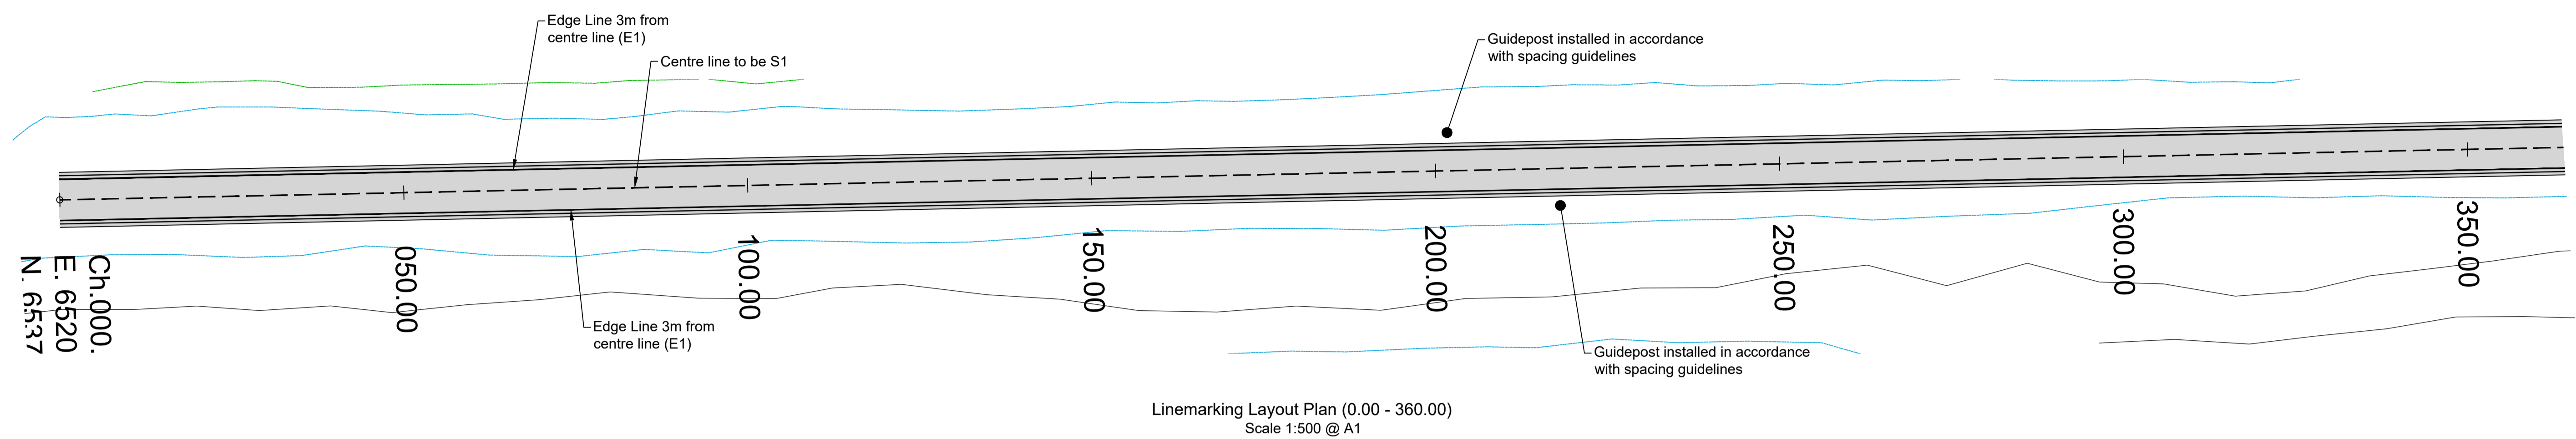 Edge Line 3m from
centre line (E1)
Centre line to be S1
Guidepost installed in accordance
with spacing guidelines
Ch.000.
E. 6520
N. 6537
050.00
100.00
150.00
200.00
250.00
300.00
350.00
Edge Line 3m from
centre line (E1)
Guidepost installed in accordance
with spacing guidelines
Linemarking Layout Plan (0.00 - 360.00)
Scale 1:500 @ A1